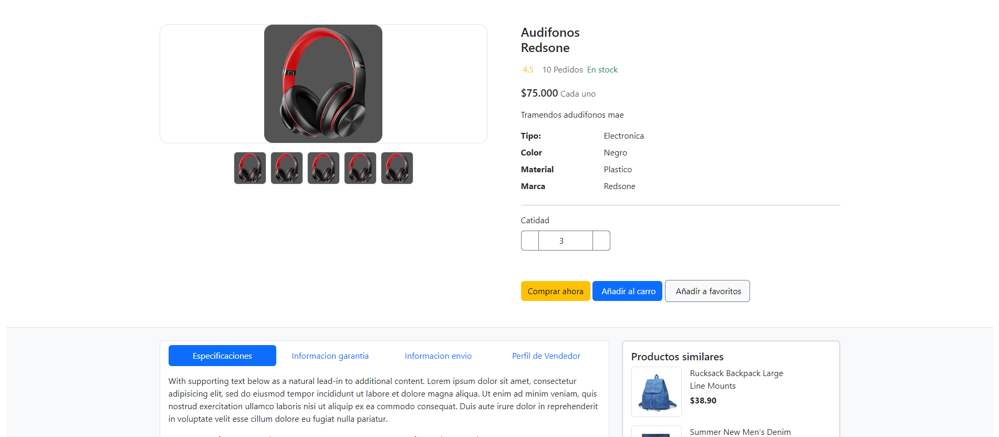 Audifonos
Redsone
4.5 10 Pedidos En stock
$75.000 Cada uno
Tramendos adudifonos mae
Tipo: Electronica
Color Negro
Material Plastico
Marca Redsone
Catidad
3
Comprar ahora Añadir al carro Añadir a favoritos
Especificaciones Informacion garantia Informacion envio Perfil de Vendedor
With supporting text below as a natural lead-in to additional content. Lorem ipsum dolor sit amet, consectetur
adipisicing elit, sed do eiusmod tempor incididunt ut labore et dolore magna aliqua. Ut enim ad minim veniam, quis
nostrud exercitation ullamco laboris nisi ut aliquip ex ea commodo consequat. Duis aute irure dolor in reprehenderit
in voluptate velit esse cillum dolore eu fugiat nulla pariatur.
Productos similares
Rucksack Backpack Large
Line Mounts
$38.90
Summer New Men's Denim